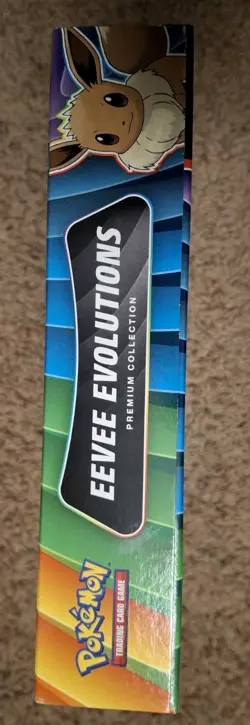 EEVEE EVOLUTIONS
PREMIUM COLLECTION
POKéMON
TRADING CARD GAME